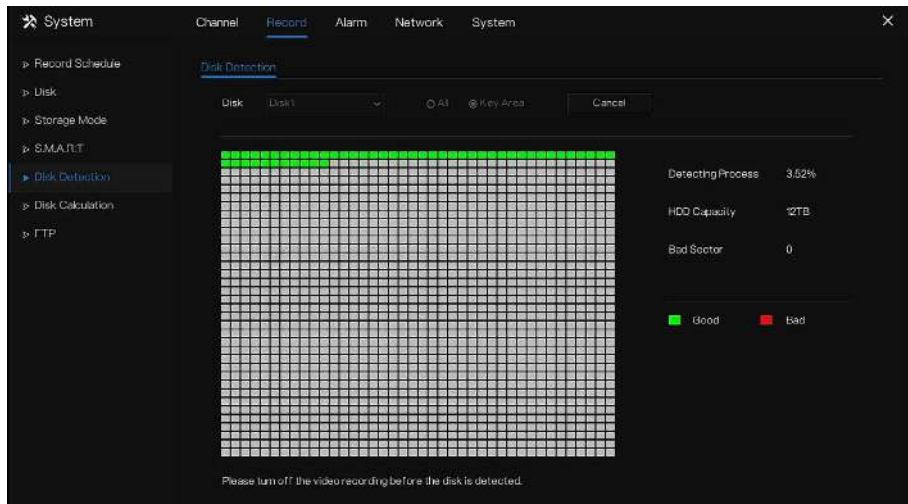 System
Channel Record Alarm Network System
Record Schedule
Disk
Storage Mode
S.M.A.R.T
Disk Detection
Disk Calculation
FTP
Disk Detection
Disk Disk1 All Key Area Cancel
Detecting Process 3.52%
HDD Capacity 12TB
Bad Sector 0
Good Bad
Please turn off the video recording before the disk is detected.